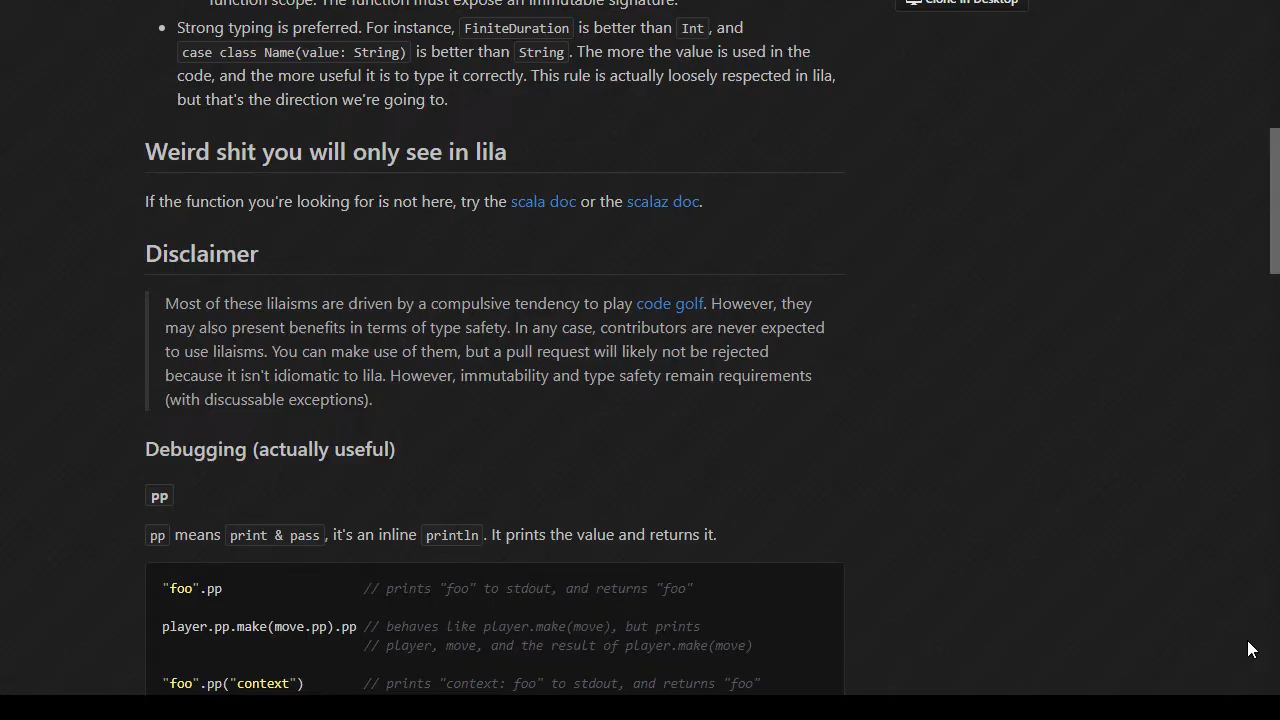 function scope. The function must expose an immutable signature.
Clone in Desktop
Strong typing is preferred. For instance, FiniteDuration is better than Int, and
case class Name(value: String) is better than String. The more the value is used in the
code, and the more useful it is to type it correctly. This rule is actually loosely respected in lila,
but that's the direction we're going to.
Weird shit you will only see in lila
If the function you're looking for is not here, try the scala doc or the scalaz doc.
Disclaimer
Most of these lilaisms are driven by a compulsive tendency to play code golf. However, they
may also present benefits in terms of type safety. In any case, contributors are never expected
to use lilaisms. You can make use of them, but a pull request will likely not be rejected
because it isn't idiomatic to lila. However, immutability and type safety remain requirements
(with discussable exceptions).
Debugging (actually useful)
pp
pp means print & pass, it's an inline println. It prints the value and returns it.
"foo".pp // prints "foo" to stdout, and returns "foo"
player.pp.make(move.pp).pp // behaves like player.make(move), but prints
// player, move, and the result of player.make(move)
"foo".pp("context") // prints "context: foo" to stdout, and returns "foo"